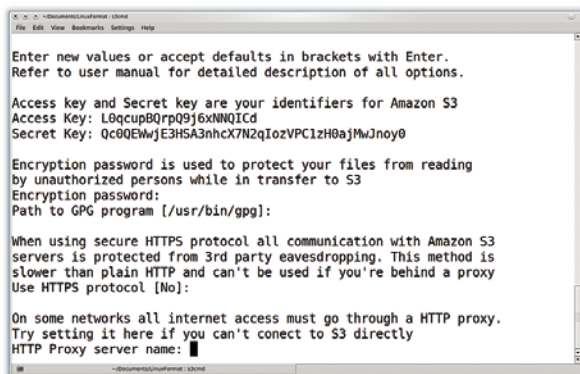 ~/Documents/LinuxFormat : s3cmd
File Edit View Bookmarks Settings Help
Enter new values or accept defaults in brackets with Enter.
Refer to user manual for detailed description of all options.
Access key and Secret key are your identifiers for Amazon S3
Access Key: L0qcupBQrpQ9j6xNNQICd
Secret Key: Qc0QEWwjE3HSA3nhcX7N2qIozVPC1zH0ajMwJnoy0
Encryption password is used to protect your files from reading
by unauthorized persons while in transfer to S3
Encryption password:
Path to GPG program [/usr/bin/gpg]:
When using secure HTTPS protocol all communication with Amazon S3
servers is protected from 3rd party eavesdropping. This method is
slower than plain HTTP and can't be used if you're behind a proxy
Use HTTPS protocol [No]:
On some networks all internet access must go through a HTTP proxy.
Try setting it here if you can't conect to S3 directly
HTTP Proxy server name:
~/Documents/LinuxFormat : s3cmd